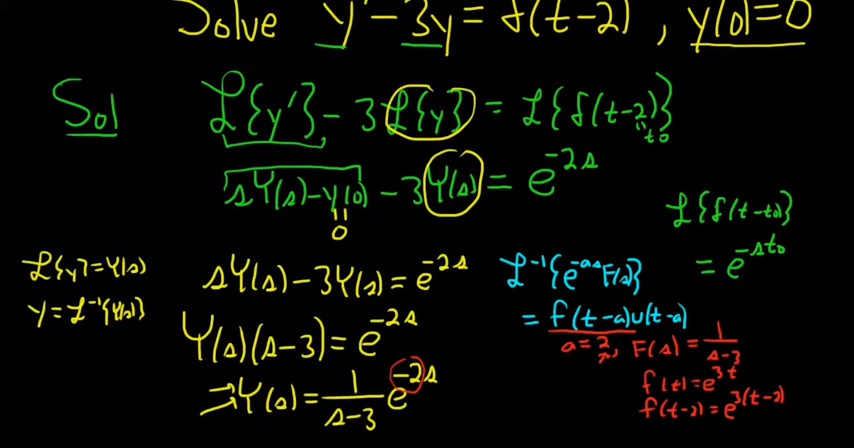 Solve y' - 3y = δ(t-2), y(0) = 0
Sol
ℒ{y'} - 3ℒ{y} = ℒ{δ(t-2)}
" t0
sY(s) - y(0) - 3Y(s) = e^{-2s}
"
0
ℒ{δ(t-t0)}
= e^{-st0}
ℒ{y} = Y(s)
y = ℒ^{-1}{Y(s)}
sY(s) - 3Y(s) = e^{-2s}
Y(s)(s-3) = e^{-2s}
→ Y(s) = 1/(s-3) e^{-2s}
ℒ^{-1}{e^{-as}F(s)}
= f(t-a)u(t-a)
a = 2, F(s) = 1/(s-3)
f(t) = e^{3t}
f(t-2) = e^{3(t-2)}